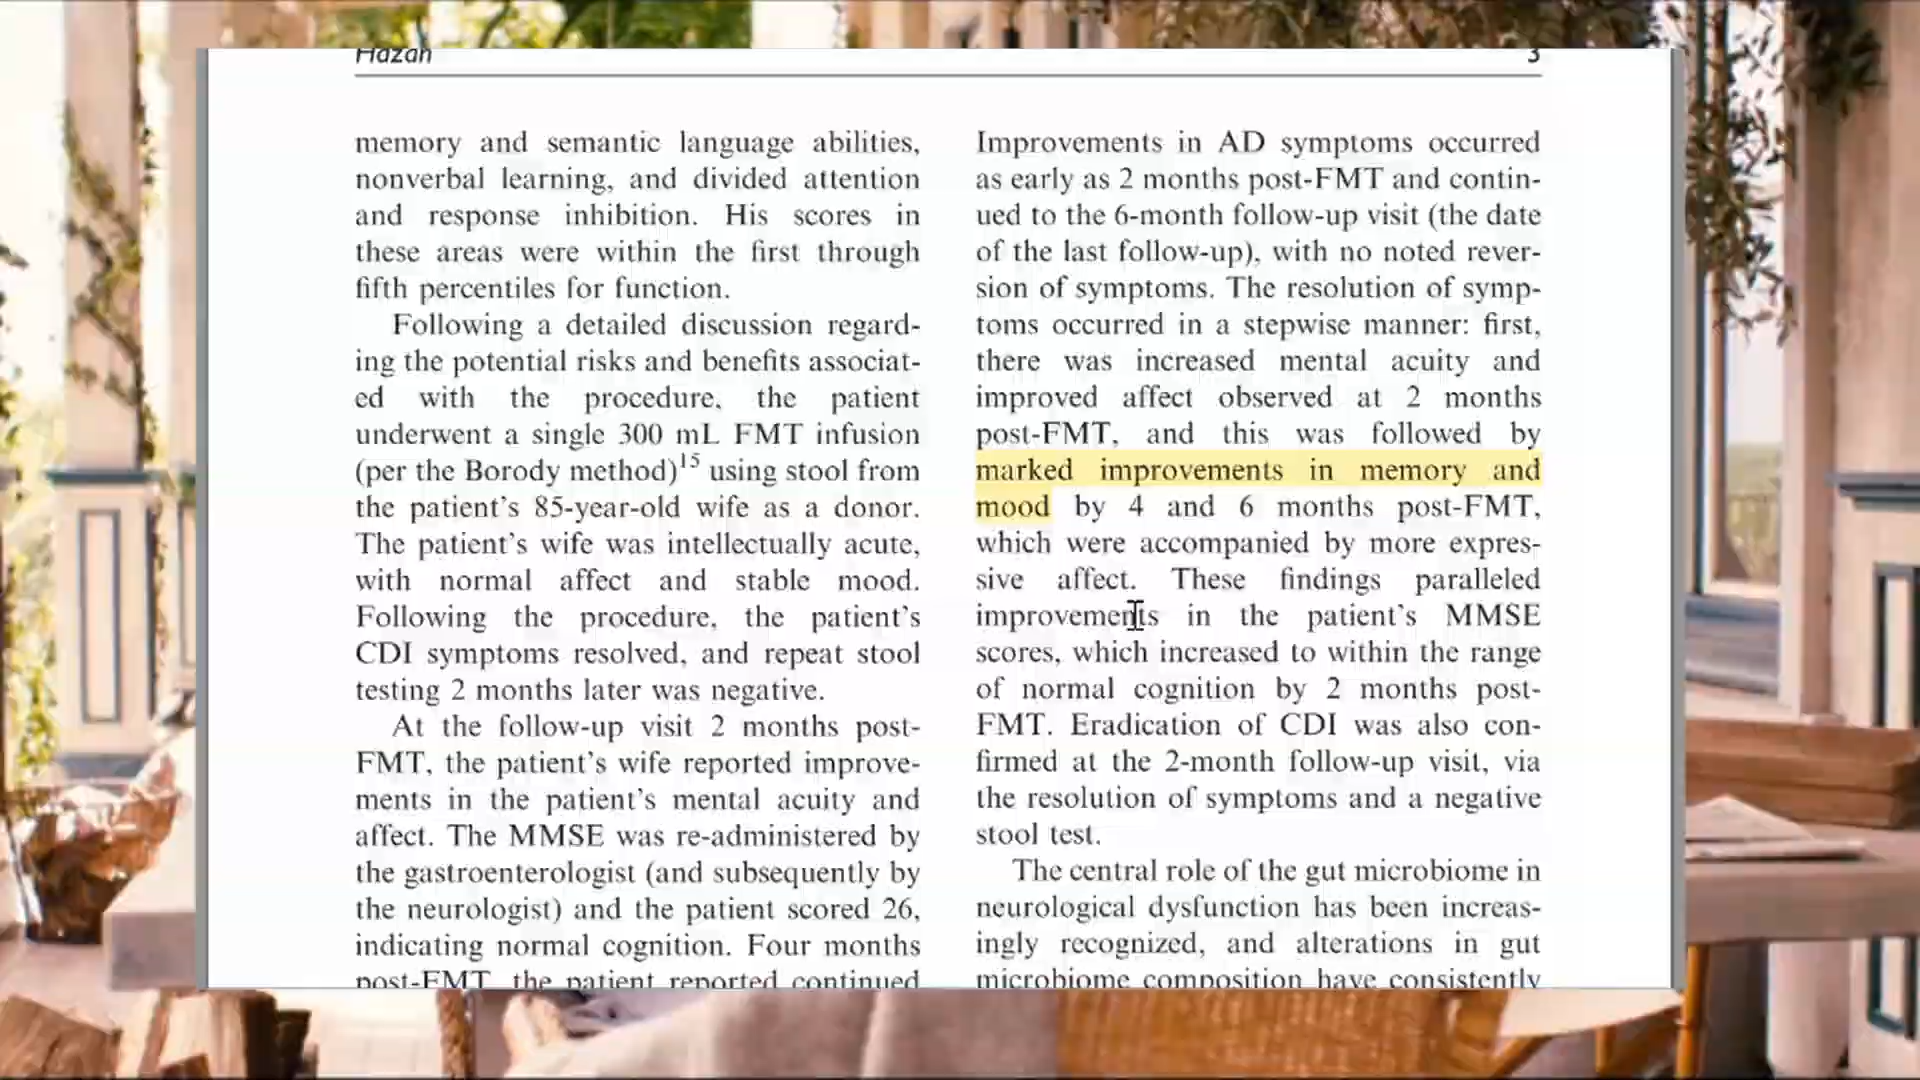 Hazan
3
memory and semantic language abilities,
nonverbal learning, and divided attention
and response inhibition. His scores in
these areas were within the first through
fifth percentiles for function.
Following a detailed discussion regard-
ing the potential risks and benefits associat-
ed with the procedure, the patient
underwent a single 300 mL FMT infusion
(per the Borody method)15 using stool from
the patient's 85-year-old wife as a donor.
The patient's wife was intellectually acute,
with normal affect and stable mood.
Following the procedure, the patient's
CDI symptoms resolved, and repeat stool
testing 2 months later was negative.
At the follow-up visit 2 months post-
FMT, the patient's wife reported improve-
ments in the patient's mental acuity and
affect. The MMSE was re-administered by
the gastroenterologist (and subsequently by
the neurologist) and the patient scored 26,
indicating normal cognition. Four months
post-FMT, the patient reported continued
Improvements in AD symptoms occurred
as early as 2 months post-FMT and contin-
ued to the 6-month follow-up visit (the date
of the last follow-up), with no noted rever-
sion of symptoms. The resolution of symp-
toms occurred in a stepwise manner: first,
there was increased mental acuity and
improved affect observed at 2 months
post-FMT, and this was followed by
marked improvements in memory and
mood by 4 and 6 months post-FMT,
which were accompanied by more expres-
sive affect. These findings paralleled
improvements in the patient's MMSE
scores, which increased to within the range
of normal cognition by 2 months post-
FMT. Eradication of CDI was also con-
firmed at the 2-month follow-up visit, via
the resolution of symptoms and a negative
stool test.
The central role of the gut microbiome in
neurological dysfunction has been increas-
ingly recognized, and alterations in gut
microbiome composition have consistently